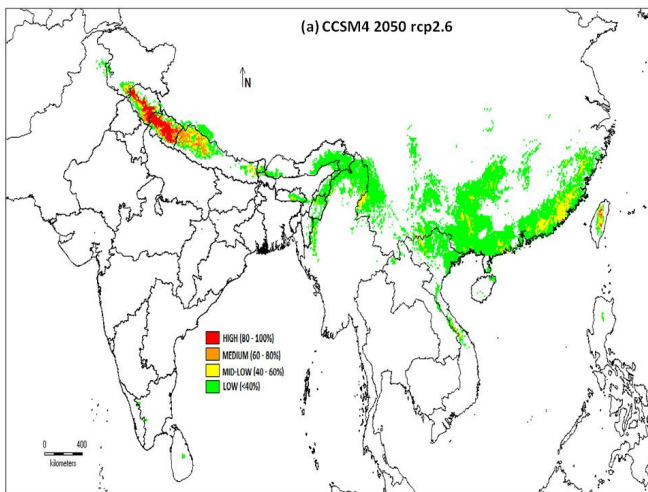 (a) CCSM4 2050 rcp2.6
N
HIGH (80 - 100%)
MEDIUM (60 - 80%)
MID-LOW (40 - 60%)
LOW (<40%)
0 400
kilometers